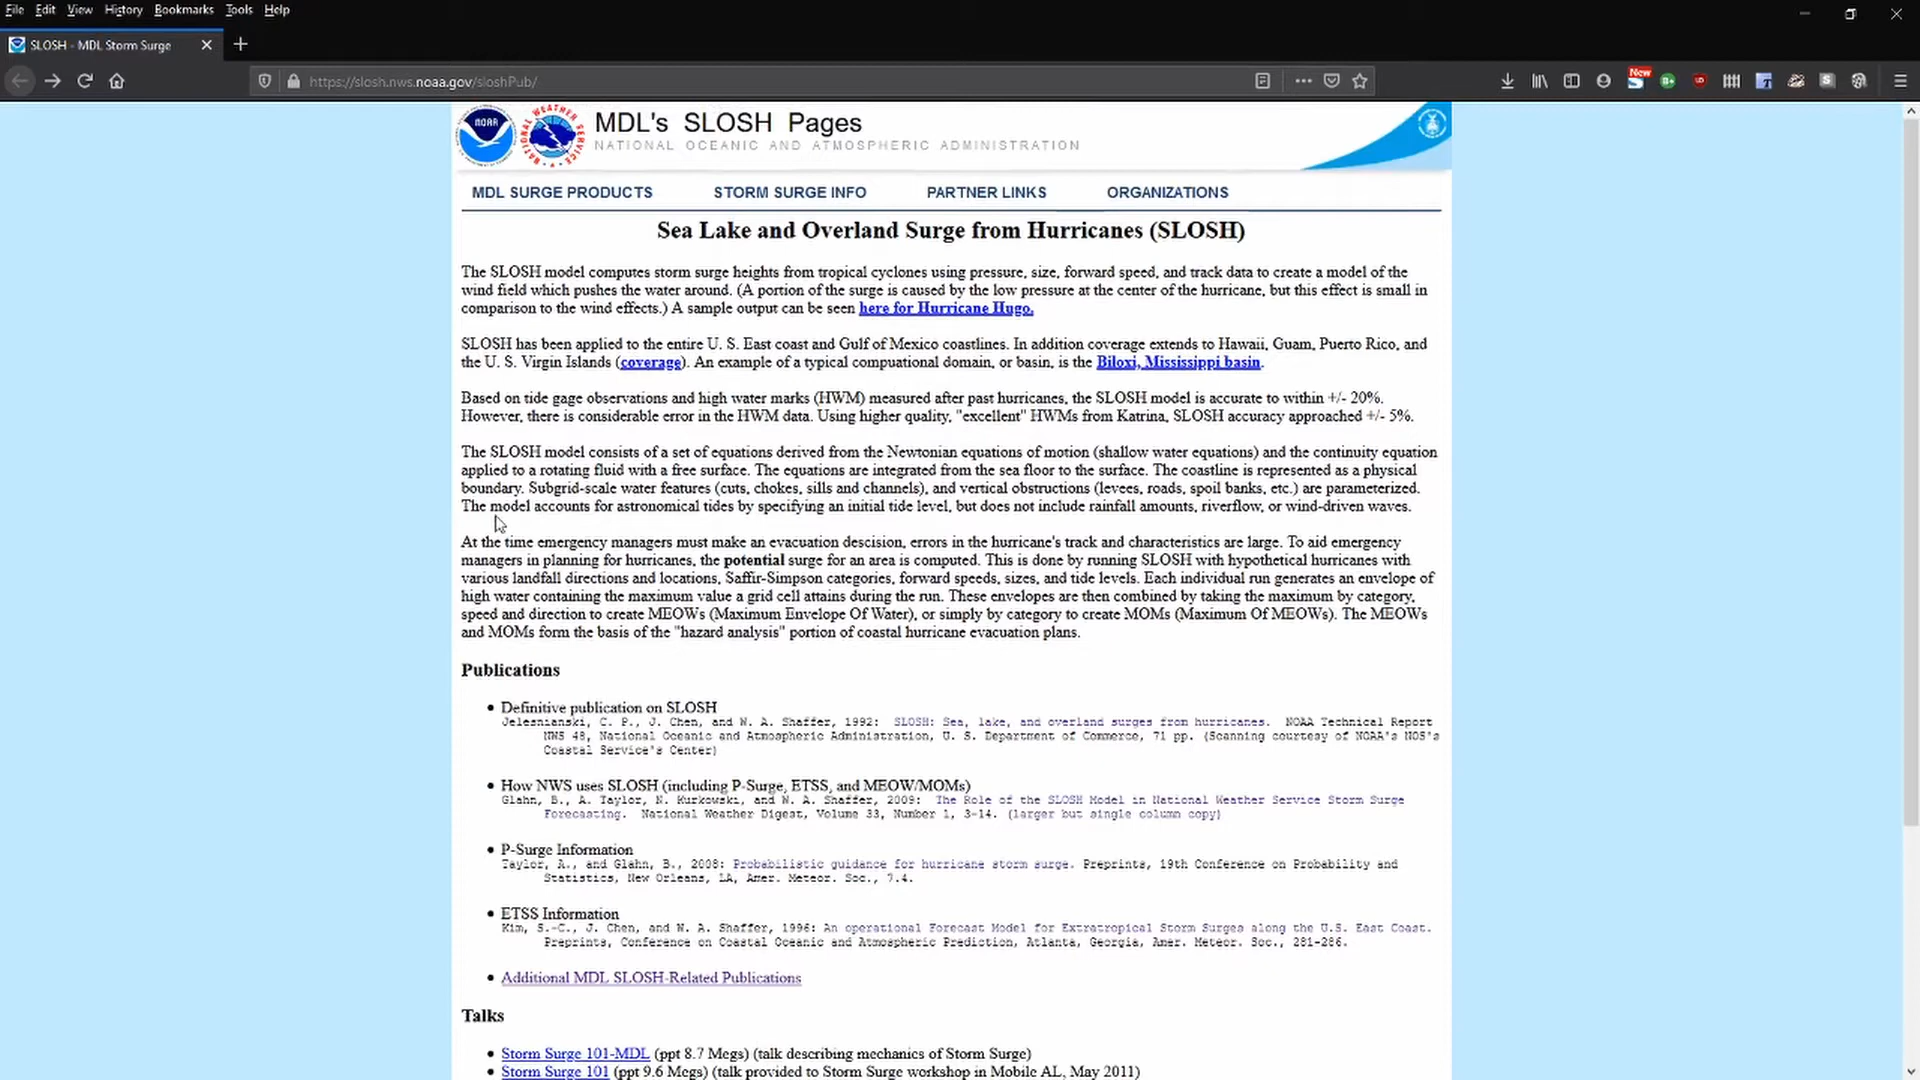 File Edit View History Bookmarks Tools Help
SLOSH - MDL Storm Surge
https://slosh.nws.noaa.gov/sloshPub/
New
NOAA
MDL's SLOSH Pages
NATIONAL OCEANIC AND ATMOSPHERIC ADMINISTRATION
MDL SURGE PRODUCTS STORM SURGE INFO PARTNER LINKS ORGANIZATIONS
Sea Lake and Overland Surge from Hurricanes (SLOSH)
The SLOSH model computes storm surge heights from tropical cyclones using pressure, size, forward speed, and track data to create a model of the
wind field which pushes the water around. (A portion of the surge is caused by the low pressure at the center of the hurricane, but this effect is small in
comparison to the wind effects.) A sample output can be seen here for Hurricane Hugo.
SLOSH has been applied to the entire U. S. East coast and Gulf of Mexico coastlines. In addition coverage extends to Hawaii, Guam, Puerto Rico, and
the U. S. Virgin Islands (coverage). An example of a typical compuational domain, or basin, is the Biloxi, Mississippi basin.
Based on tide gage observations and high water marks (HWM) measured after past hurricanes, the SLOSH model is accurate to within +/- 20%.
However, there is considerable error in the HWM data. Using higher quality, "excellent" HWMs from Katrina, SLOSH accuracy approached +/- 5%.
The SLOSH model consists of a set of equations derived from the Newtonian equations of motion (shallow water equations) and the continuity equation
applied to a rotating fluid with a free surface. The equations are integrated from the sea floor to the surface. The coastline is represented as a physical
boundary. Subgrid-scale water features (cuts, chokes, sills and channels), and vertical obstructions (levees, roads, spoil banks, etc.) are parameterized.
The model accounts for astronomical tides by specifying an initial tide level, but does not include rainfall amounts, riverflow, or wind-driven waves.
At the time emergency managers must make an evacuation descision, errors in the hurricane's track and characteristics are large. To aid emergency
managers in planning for hurricanes, the potential surge for an area is computed. This is done by running SLOSH with hypothetical hurricanes with
various landfall directions and locations, Saffir-Simpson categories, forward speeds, sizes, and tide levels. Each individual run generates an envelope of
high water containing the maximum value a grid cell attains during the run. These envelopes are then combined by taking the maximum by category,
speed and direction to create MEOWs (Maximum Envelope Of Water), or simply by category to create MOMs (Maximum Of MEOWs). The MEOWs
and MOMs form the basis of the "hazard analysis" portion of coastal hurricane evacuation plans.
Publications
Definitive publication on SLOSH
Jelesnianski, C. P., J. Chen, and W. A. Shaffer, 1992: SLOSH: Sea, lake, and overland surges from hurricanes. NOAA Technical Report
NWS 48, National Oceanic and Atmospheric Administration, U. S. Department of Commerce, 71 pp. (Scanning courtesy of NOAA's NOS's
Coastal Service's Center)
How NWS uses SLOSH (including P-Surge, ETSS, and MEOW/MOMs)
Glahn, B., A. Taylor, N. Kurkowski, and W. A. Shaffer, 2009: The Role of the SLOSH Model in National Weather Service Storm Surge
Forecasting. National Weather Digest, Volume 33, Number 1, 3-14. (larger but single column copy)
P-Surge Information
Taylor, A., and Glahn, B., 2008: Probabilistic guidance for hurricane storm surge. Preprints, 19th Conference on Probability and
Statistics, New Orleans, LA, Amer. Meteor. Soc., 7.4.
ETSS Information
Kim, S.-C., J. Chen, and W. A. Shaffer, 1996: An operational Forecast Model for Extratropical Storm Surges along the U.S. East Coast.
Preprints, Conference on Coastal Oceanic and Atmospheric Prediction, Atlanta, Georgia, Amer. Meteor. Soc., 281-286.
Additional MDL SLOSH-Related Publications
Talks
Storm Surge 101-MDL (ppt 8.7 Megs) (talk describing mechanics of Storm Surge)
Storm Surge 101 (ppt 9.6 Megs) (talk provided to Storm Surge workshop in Mobile AL, May 2011)